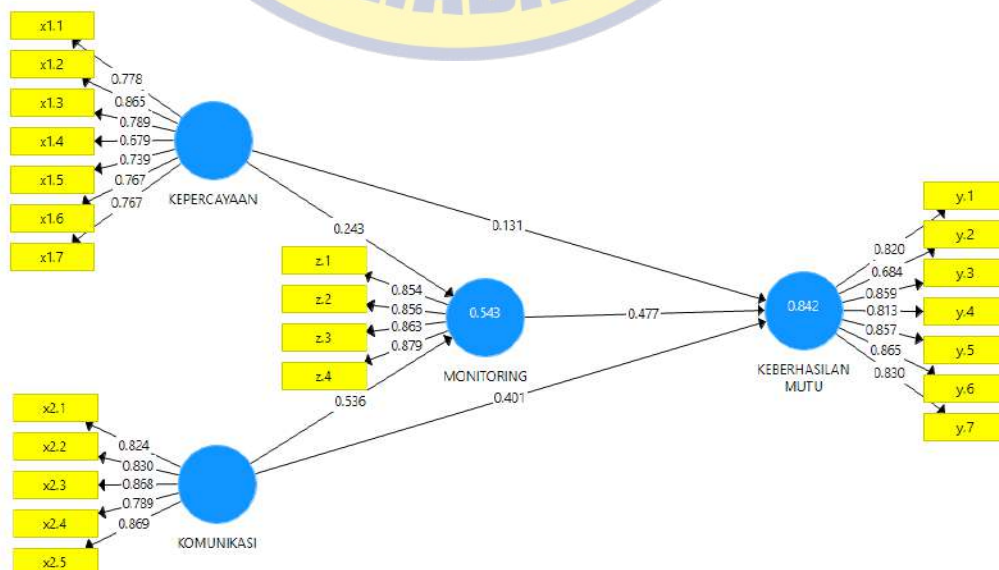 x1.1
x1.2
x1.3
x1.4
x1.5
x1.6
x1.7
0.778
0.865
0.789
0.679
0.739
0.767
0.767
KEPERCAYAAN
0.243
0.131
z.1
z.2
z.3
z.4
0.854
0.856
0.863
0.879
0.543
MONITORING
0.477
0.536
0.401
x2.1
x2.2
x2.3
x2.4
x2.5
0.824
0.830
0.868
0.789
0.869
KOMUNIKASI
0.842
KEBERHASILAN
MUTU
0.820
0.684
0.859
0.813
0.857
0.865
0.830
y.1
y.2
y.3
y.4
y.5
y.6
y.7